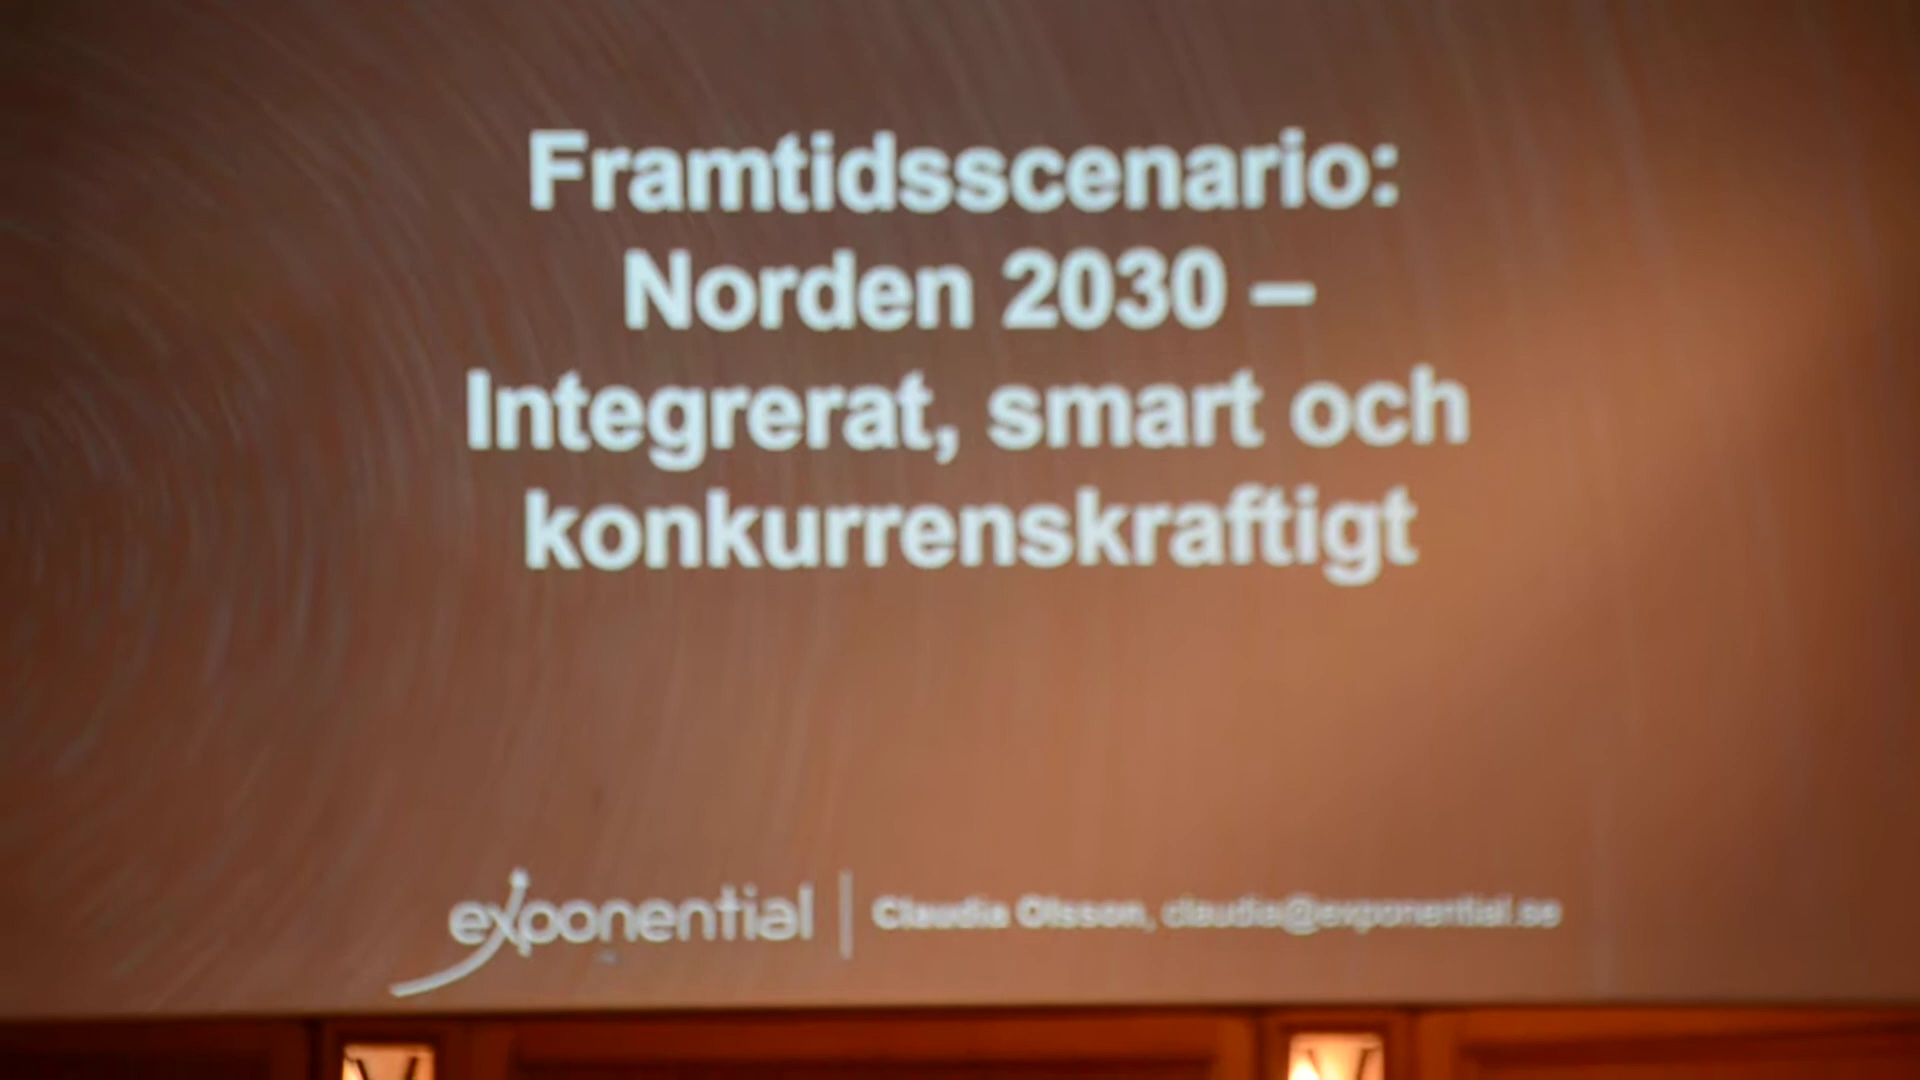 Framtidsscenario:
Norden 2030 –
Integrerat, smart och
konkurrenskraftigt
exponential | Claudia Olsson, claudia@exponential.se